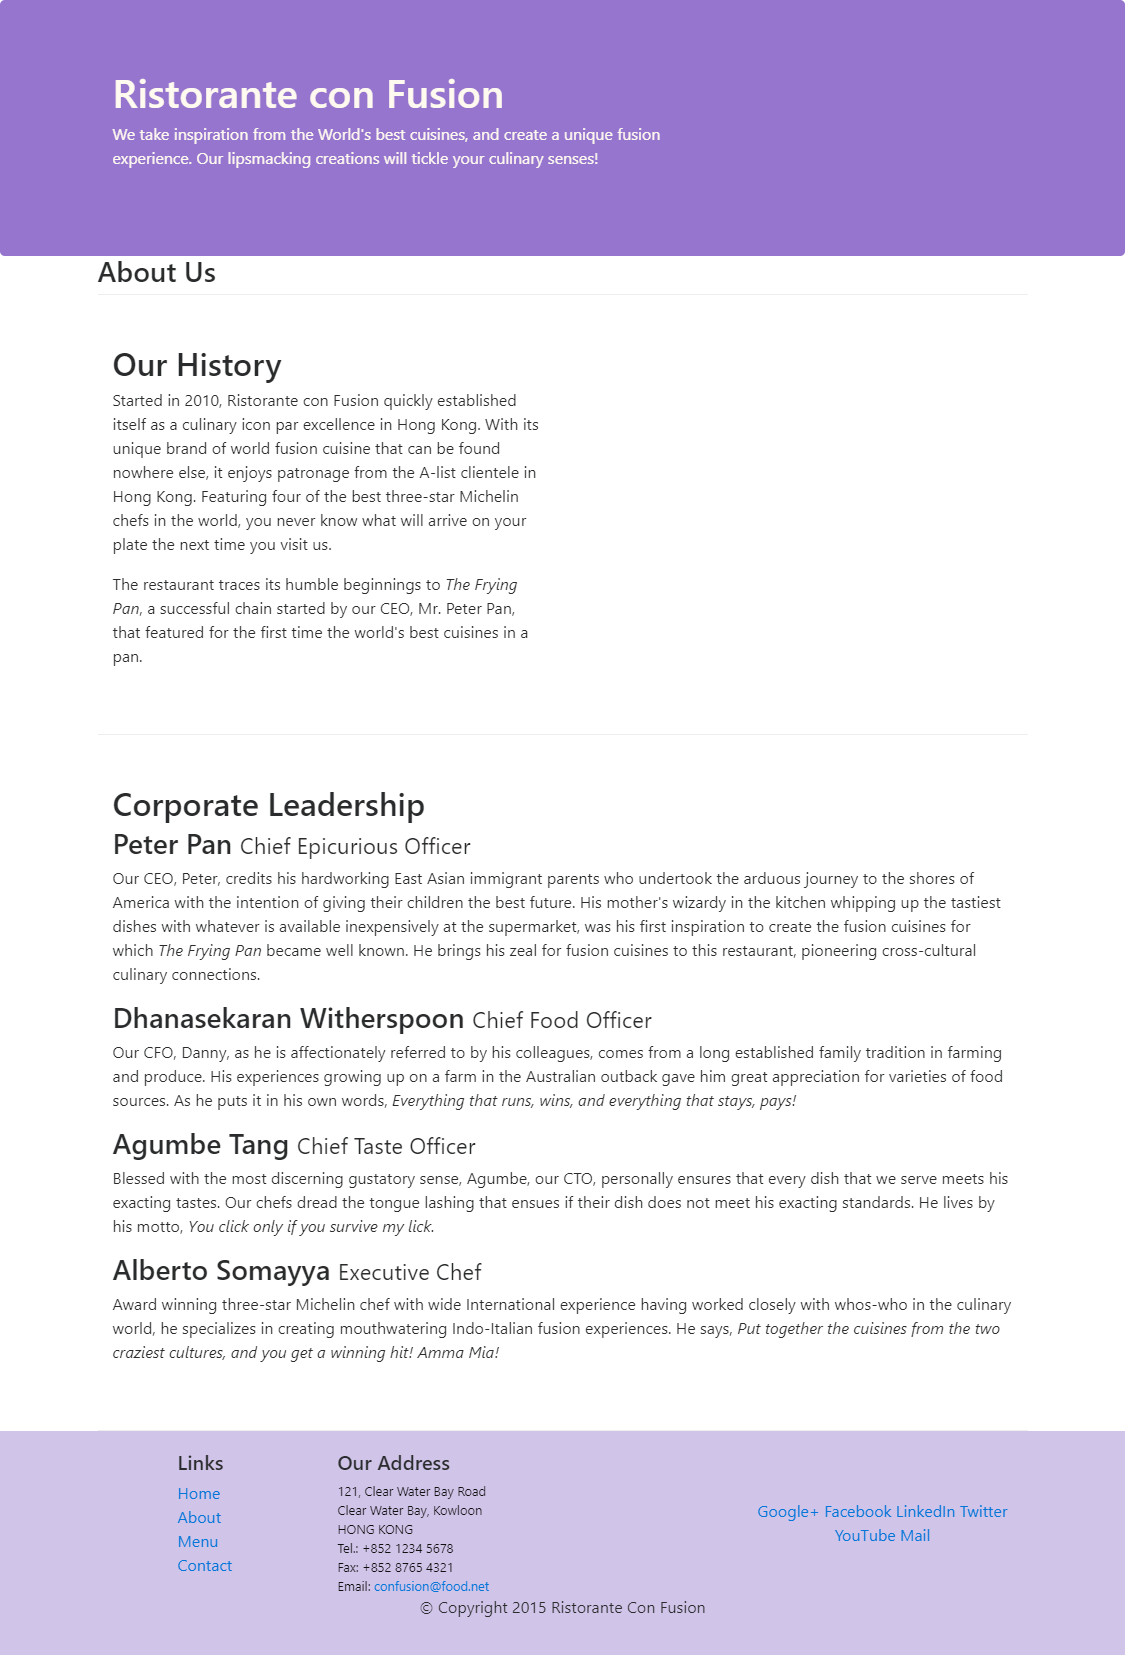 Ristorante con Fusion
We take inspiration from the World's best cuisines, and create a unique fusion
experience. Our lipsmacking creations will tickle your culinary senses!
About Us
Our History
Started in 2010, Ristorante con Fusion quickly established
itself as a culinary icon par excellence in Hong Kong. With its
unique brand of world fusion cuisine that can be found
nowhere else, it enjoys patronage from the A-list clientele in
Hong Kong. Featuring four of the best three-star Michelin
chefs in the world, you never know what will arrive on your
plate the next time you visit us.
The restaurant traces its humble beginnings to The Frying
Pan, a successful chain started by our CEO, Mr. Peter Pan,
that featured for the first time the world's best cuisines in a
pan.
Corporate Leadership
Peter Pan Chief Epicurious Officer
Our CEO, Peter, credits his hardworking East Asian immigrant parents who undertook the arduous journey to the shores of
America with the intention of giving their children the best future. His mother's wizardy in the kitchen whipping up the tastiest
dishes with whatever is available inexpensively at the supermarket, was his first inspiration to create the fusion cuisines for
which The Frying Pan became well known. He brings his zeal for fusion cuisines to this restaurant, pioneering cross-cultural
culinary connections.
Dhanasekaran Witherspoon Chief Food Officer
Our CFO, Danny, as he is affectionately referred to by his colleagues, comes from a long established family tradition in farming
and produce. His experiences growing up on a farm in the Australian outback gave him great appreciation for varieties of food
sources. As he puts it in his own words, Everything that runs, wins, and everything that stays, pays!
Agumbe Tang Chief Taste Officer
Blessed with the most discerning gustatory sense, Agumbe, our CTO, personally ensures that every dish that we serve meets his
exacting tastes. Our chefs dread the tongue lashing that ensues if their dish does not meet his exacting standards. He lives by
his motto, You click only if you survive my lick.
Alberto Somayya Executive Chef
Award winning three-star Michelin chef with wide International experience having worked closely with whos-who in the culinary
world, he specializes in creating mouthwatering Indo-Italian fusion experiences. He says, Put together the cuisines from the two
craziest cultures, and you get a winning hit! Amma Mia!
Links
Home
About
Menu
Contact
Our Address
121, Clear Water Bay Road
Clear Water Bay, Kowloon
HONG KONG
Tel.: +852 1234 5678
Fax: +852 8765 4321
Email: confusion@food.net
Google+ Facebook LinkedIn Twitter
YouTube Mail
© Copyright 2015 Ristorante Con Fusion